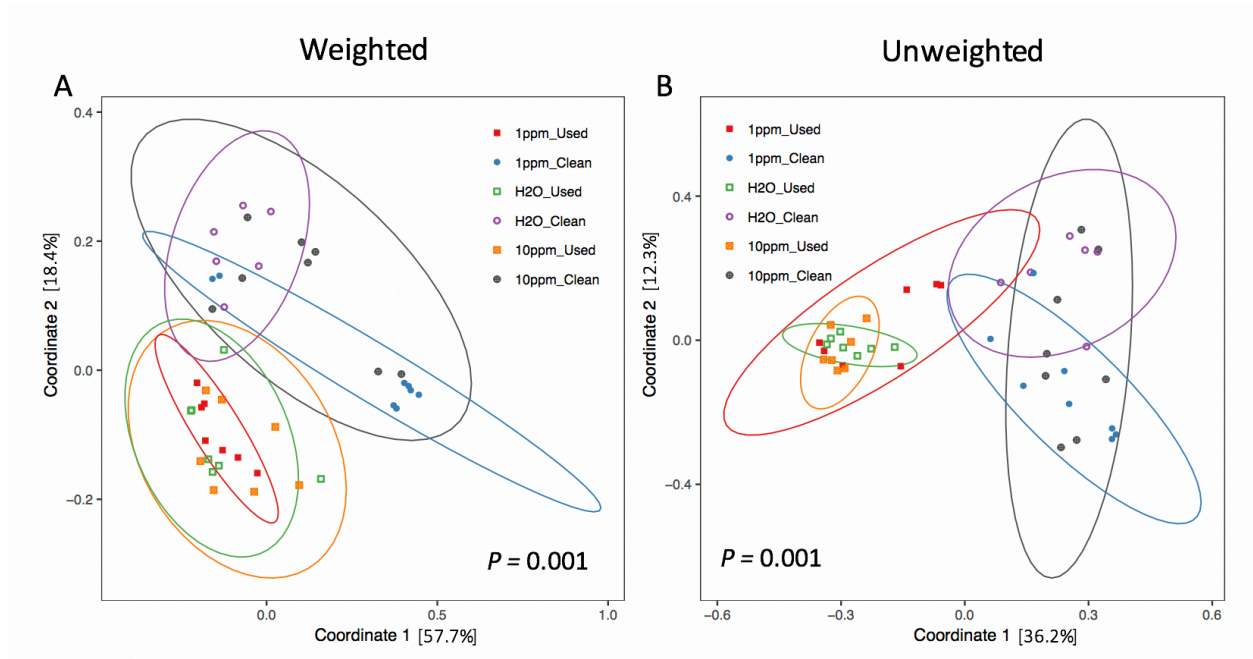 Weighted
Unweighted
A
B
0.4
0.2
0.0
−0.2
Coordinate 2 [18.4%]
1ppm_Used
1ppm_Clean
H2O_Used
H2O_Clean
10ppm_Used
10ppm_Clean
P = 0.001
0.0
0.5
1.0
Coordinate 1 [57.7%]
0.4
0.0
−0.4
Coordinate 2 [12.3%]
1ppm_Used
1ppm_Clean
H2O_Used
H2O_Clean
10ppm_Used
10ppm_Clean
P = 0.001
−0.6
−0.3
0.0
0.3
0.6
Coordinate 1 [36.2%]